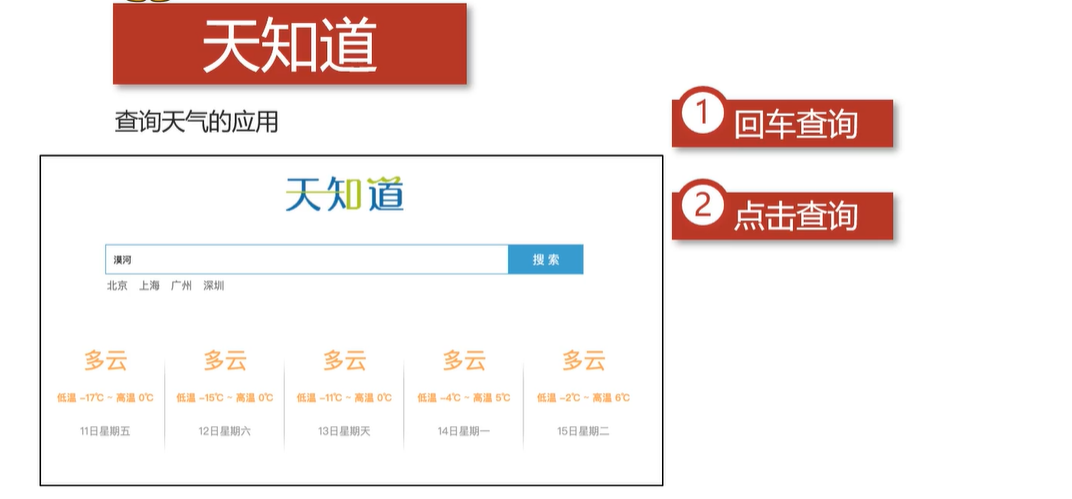 天知道
查询天气的应用
1 回车查询
2 点击查询
天知道
漠河 搜索
北京 上海 广州 深圳
多云 多云 多云 多云 多云
低温 -17℃ ~ 高温 0℃ 低温 -15℃ ~ 高温 0℃ 低温 -11℃ ~ 高温 0℃ 低温 -4℃ ~ 高温 5℃ 低温 -2℃ ~ 高温 6℃
11日星期五 12日星期六 13日星期天 14日星期一 15日星期二